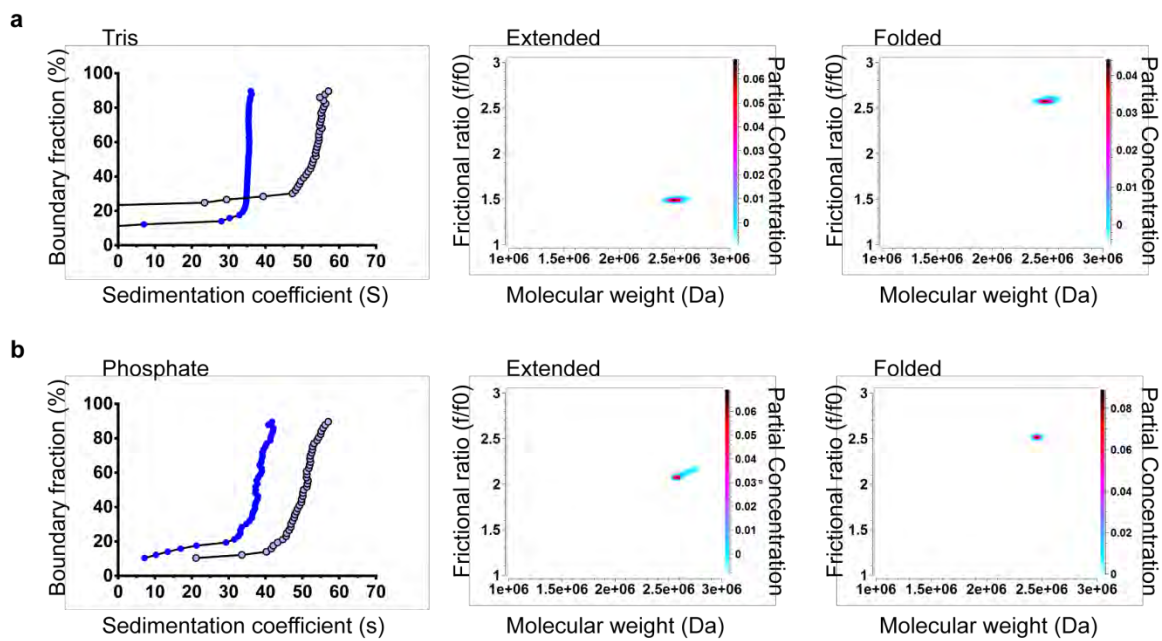 a
Tris
Boundary fraction (%)
100
80
60
40
20
0
0 10 20 30 40 50 60 70
Sedimentation coefficient (S)
Extended
Frictional ratio (f/f0)
3
2.5
2
1.5
1
1e+06 1.5e+06 2e+06 2.5e+06 3e+06
Molecular weight (Da)
0.06
0.05
0.04
0.03
0.02
0.01
0
Partial Concentration
Folded
Frictional ratio (f/f0)
3
2.5
2
1.5
1
1e+06 1.5e+06 2e+06 2.5e+06 3e+06
Molecular weight (Da)
0.04
0.03
0.02
0.01
0
Partial Concentration
b
Phosphate
Boundary fraction (%)
100
80
60
40
20
0
0 10 20 30 40 50 60 70
Sedimentation coefficient (s)
Extended
Frictional ratio (f/f0)
3
2.5
2
1.5
1
1e+06 1.5e+06 2e+06 2.5e+06 3e+06
Molecular weight (Da)
0.06
0.05
0.04
0.03
0.02
0.01
0
Partial Concentration
Folded
Frictional ratio (f/f0)
3
2.5
2
1.5
1
1e+06 1.5e+06 2e+06 2.5e+06 3e+06
Molecular weight (Da)
0.08
0.06
0.04
0.02
0
Partial Concentration